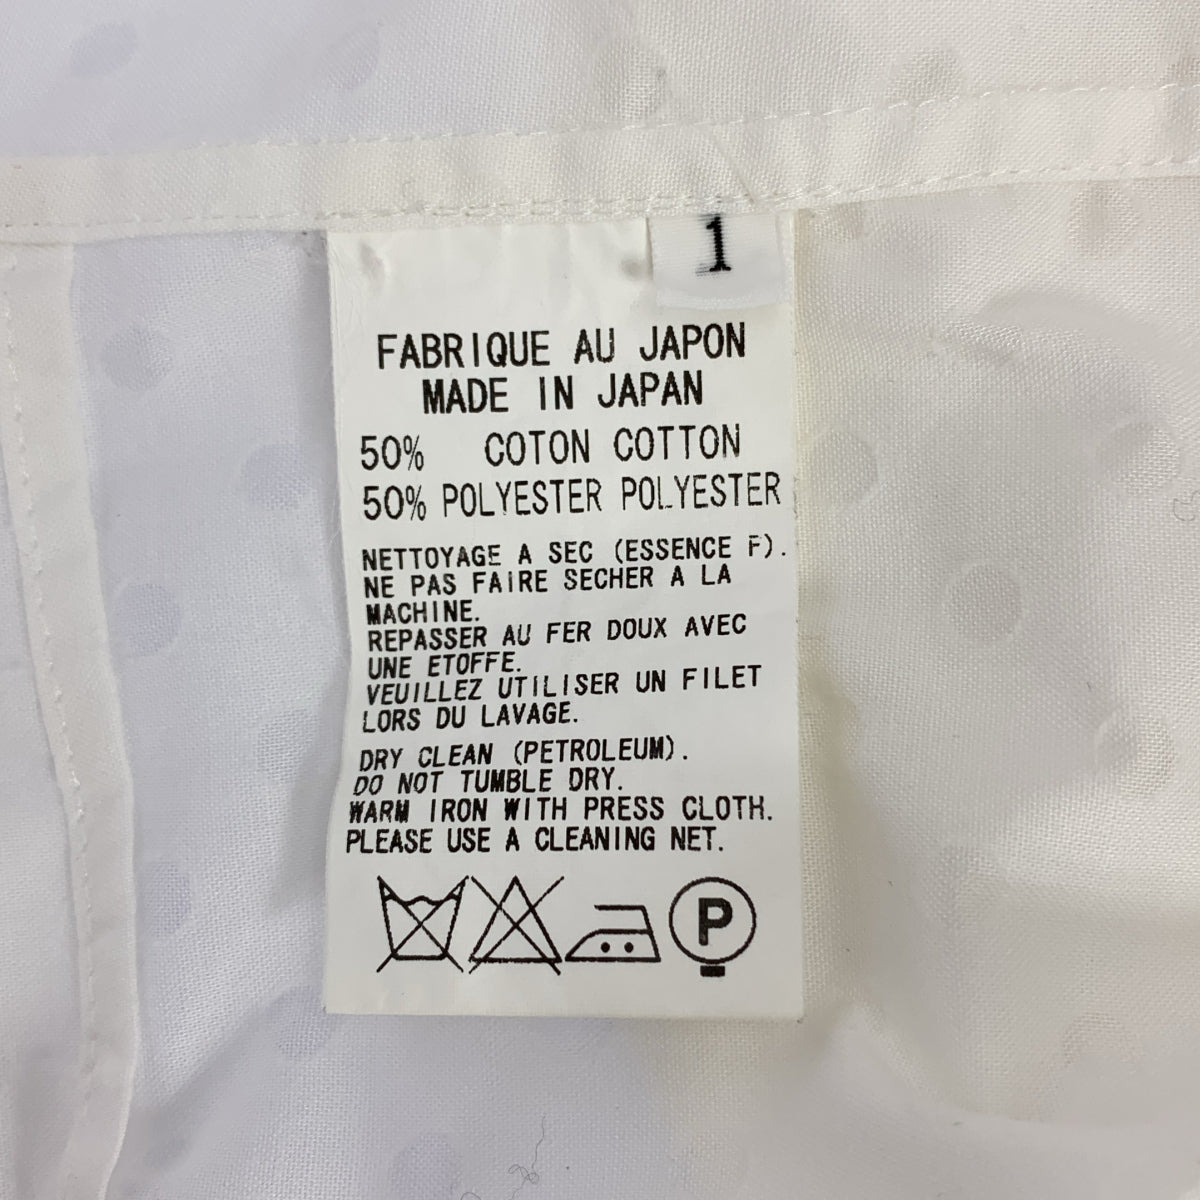 1
FABRIQUE AU JAPON
MADE IN JAPAN
50% COTON COTTON
50% POLYESTER POLYESTER
NETTOYAGE A SEC (ESSENCE F).
NE PAS FAIRE SECHER A LA
MACHINE.
REPASSER AU FER DOUX AVEC
UNE ETOFFE.
VEUILLEZ UTILISER UN FILET
LORS DU LAVAGE.
DRY CLEAN (PETROLEUM).
DO NOT TUMBLE DRY.
WARM IRON WITH PRESS CLOTH.
PLEASE USE A CLEANING NET.
P